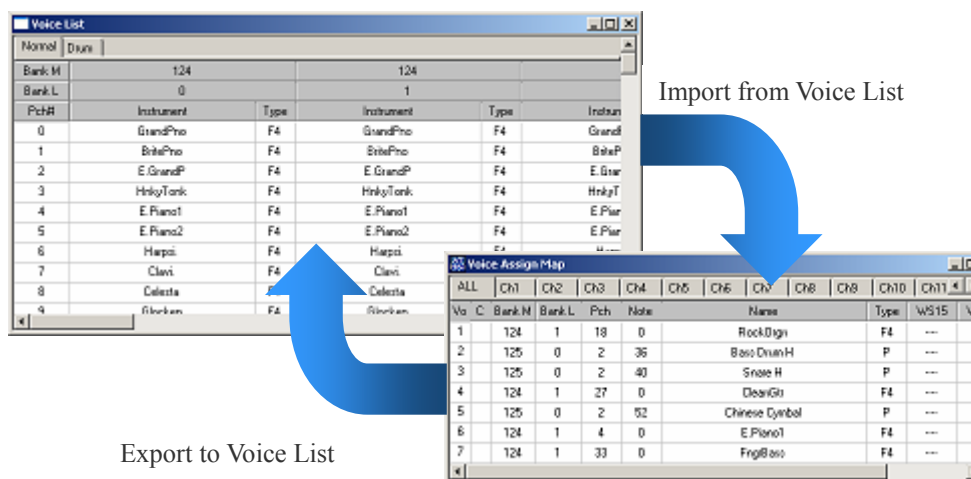 Voice List
Normal Drum
Bank M 124 124
Bank L 0 1
Pch# Instrument Type Instrument Type
0 GrandPno F4 GrandPno F4
1 BritePno F4 BritePno F4
2 E.GrandP F4 E.GrandP F4
3 HnkyTonk F4 HnkyTonk F4
4 E.Piano1 F4 E.Piano1 F4
5 E.Piano2 F4 E.Piano2 F4
6 Harpsi. F4 Harpsi.
7 Clavi. F4 Clavi.
8 Celesta Celesta
9
Import from Voice List
Voice Assign Map
ALL Ch1 Ch2 Ch3 Ch4 Ch5 Ch6 Ch7 Ch8 Ch9 Ch10 Ch11
Vo C Bank M Bank L Pch Note Name Type WS15
1 124 1 18 0 RockOrgn F4 ---
2 125 0 2 36 Bass Drum H P ---
3 125 0 2 40 Snare H P ---
4 124 1 27 0 CleanGtr F4 ---
5 125 0 2 52 Chinese Cymbal P ---
6 124 1 4 0 E.Piano1 F4 ---
7 124 1 33 0 FngrBass F4 ---
Export to Voice List